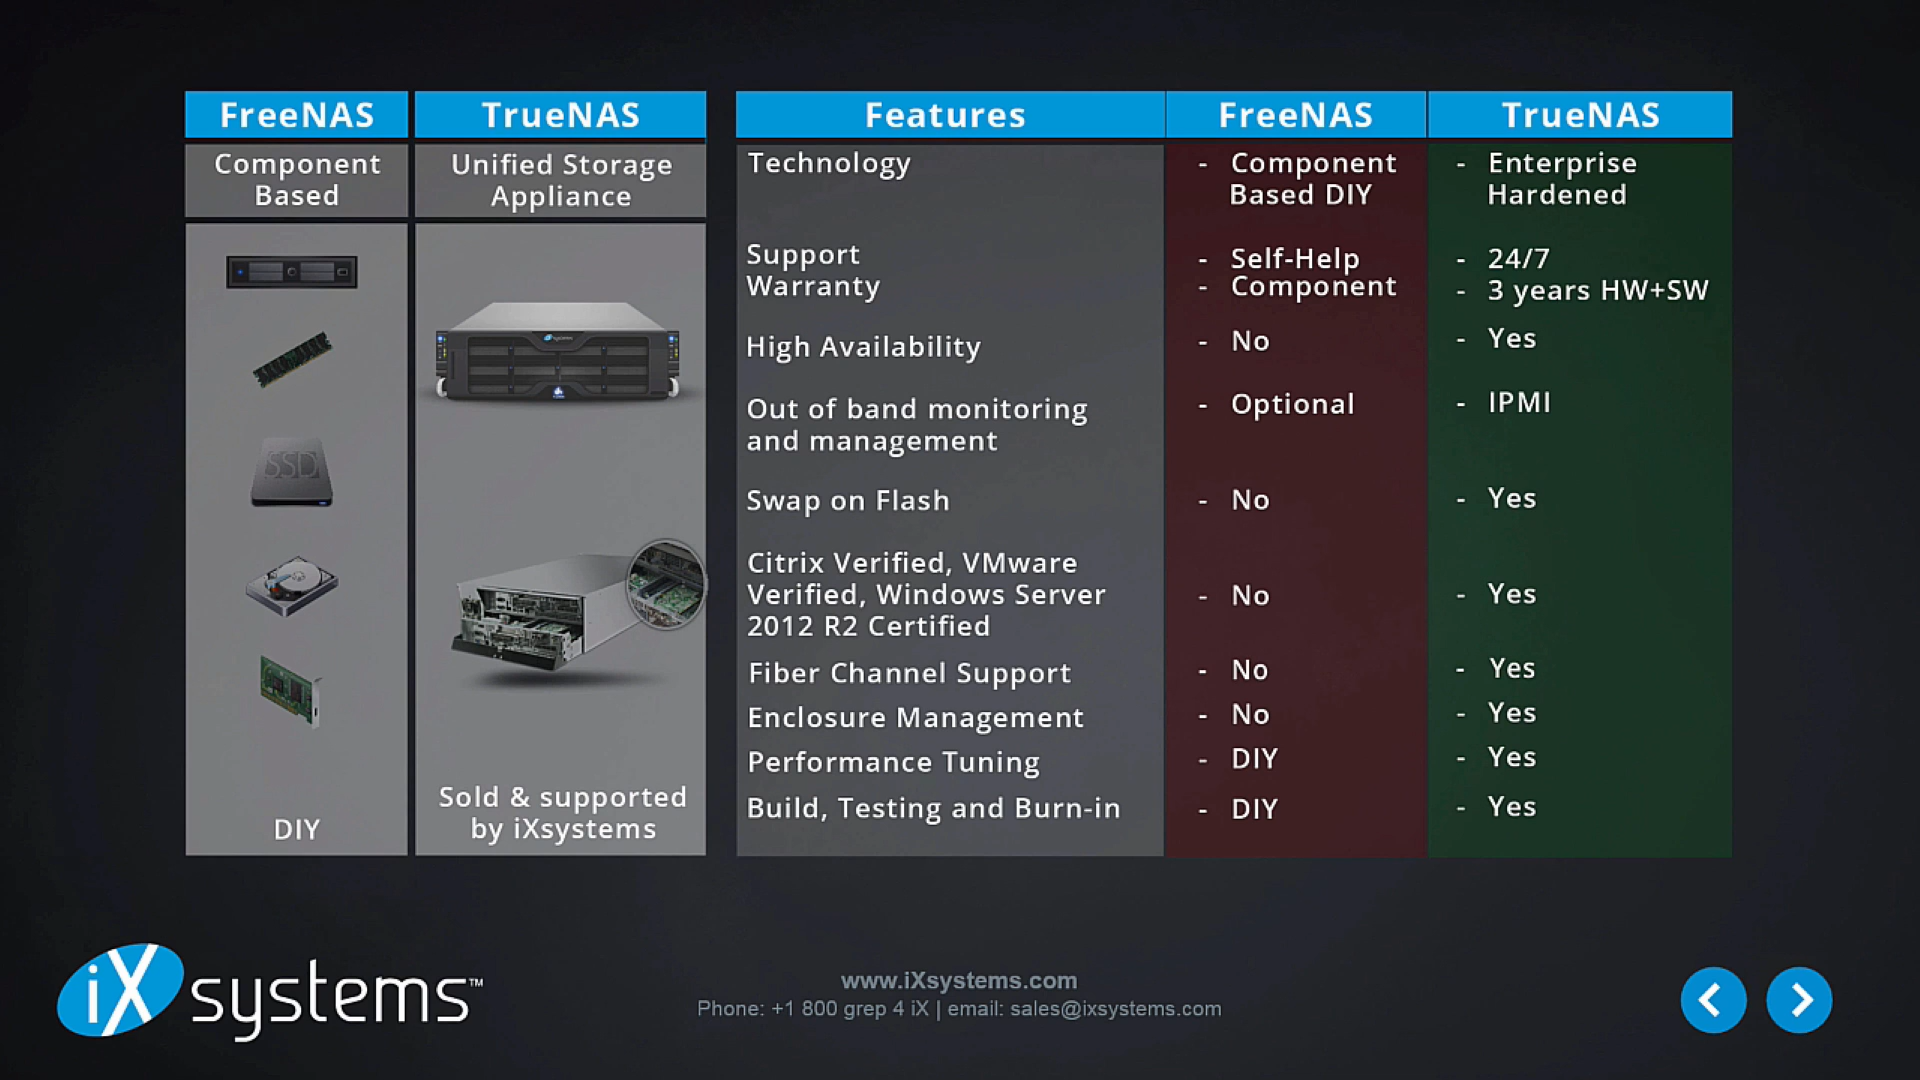 FreeNAS
TrueNAS
Component
Based
Unified Storage
Appliance
SSD
DIY
Sold & supported
by iXsystems
Features
FreeNAS
TrueNAS
Technology
- Component
Based DIY
- Enterprise
Hardened
Support
- Self-Help
- 24/7
Warranty
- Component
- 3 years HW+SW
High Availability
- No
- Yes
Out of band monitoring
and management
- Optional
- IPMI
Swap on Flash
- No
- Yes
Citrix Verified, VMware
Verified, Windows Server
2012 R2 Certified
- No
- Yes
Fiber Channel Support
- No
- Yes
Enclosure Management
- No
- Yes
Performance Tuning
- DIY
- Yes
Build, Testing and Burn-in
- DIY
- Yes
iXsystems™
www.iXsystems.com
Phone: +1 800 grep 4 iX | email: sales@ixsystems.com